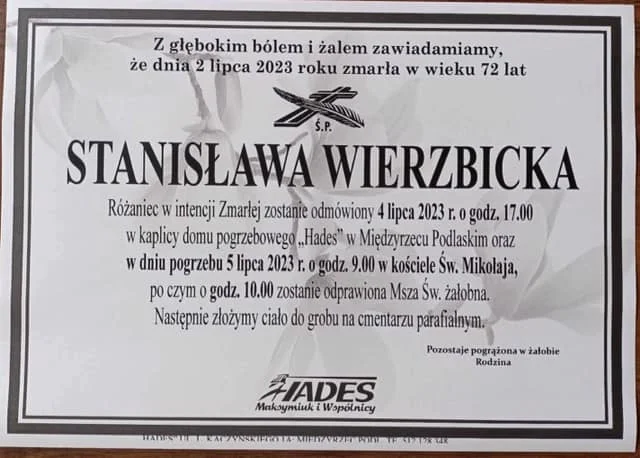 Z głębokim bólem i żalem zawiadamiamy,
że dnia 2 lipca 2023 roku zmarła w wieku 72 lat
Ś.P.
STANISŁAWA WIERZBICKA
Różaniec w intencji Zmarłej zostanie odmówiony 4 lipca 2023 r. o godz. 17.00
w kaplicy domu pogrzebowego „Hades” w Międzyrzecu Podlaskim oraz
w dniu pogrzebu 5 lipca 2023 r. o godz. 9.00 w kościele Św. Mikołaja,
po czym o godz. 10.00 zostanie odprawiona Msza Św. żałobna.
Następnie złożymy ciało do grobu na cmentarzu parafialnym.
Pozostaje pogrążona w żałobie
Rodzina
HADES
Maksymiuk i Wspólnicy